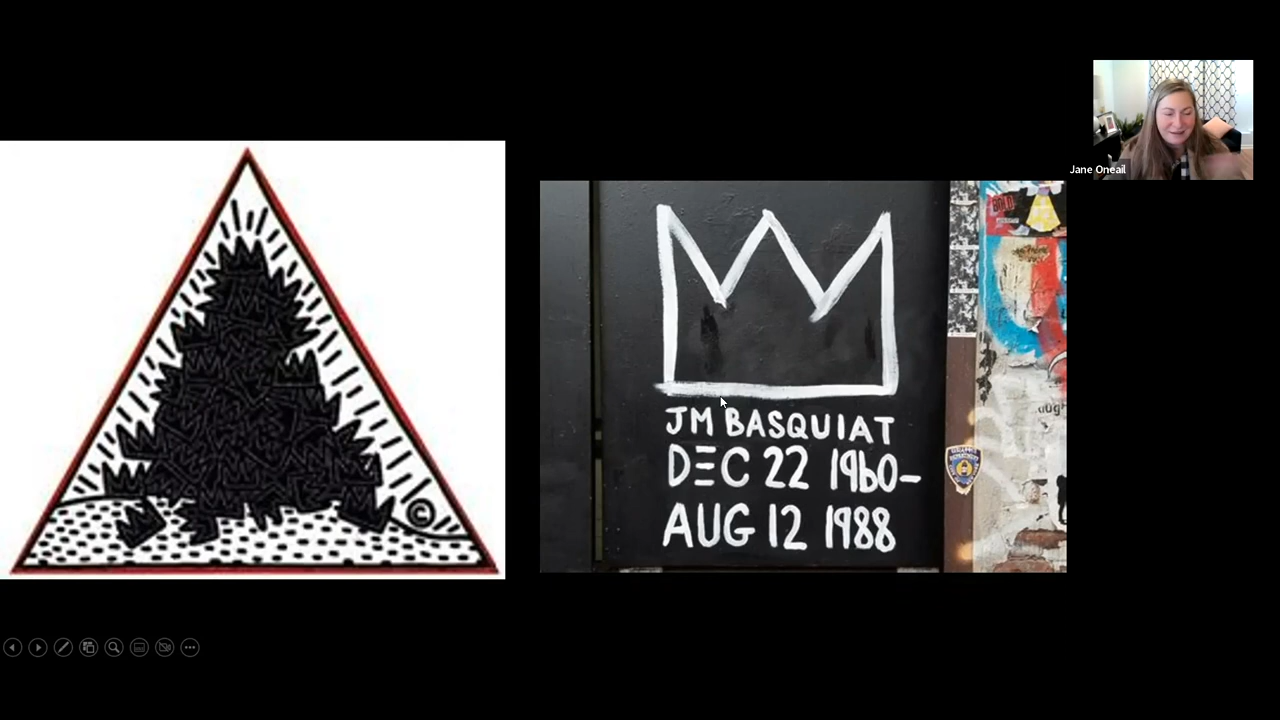 Jane Oneail
JM BASQUIAT
DEC 22 1960-
AUG 12 1988
©